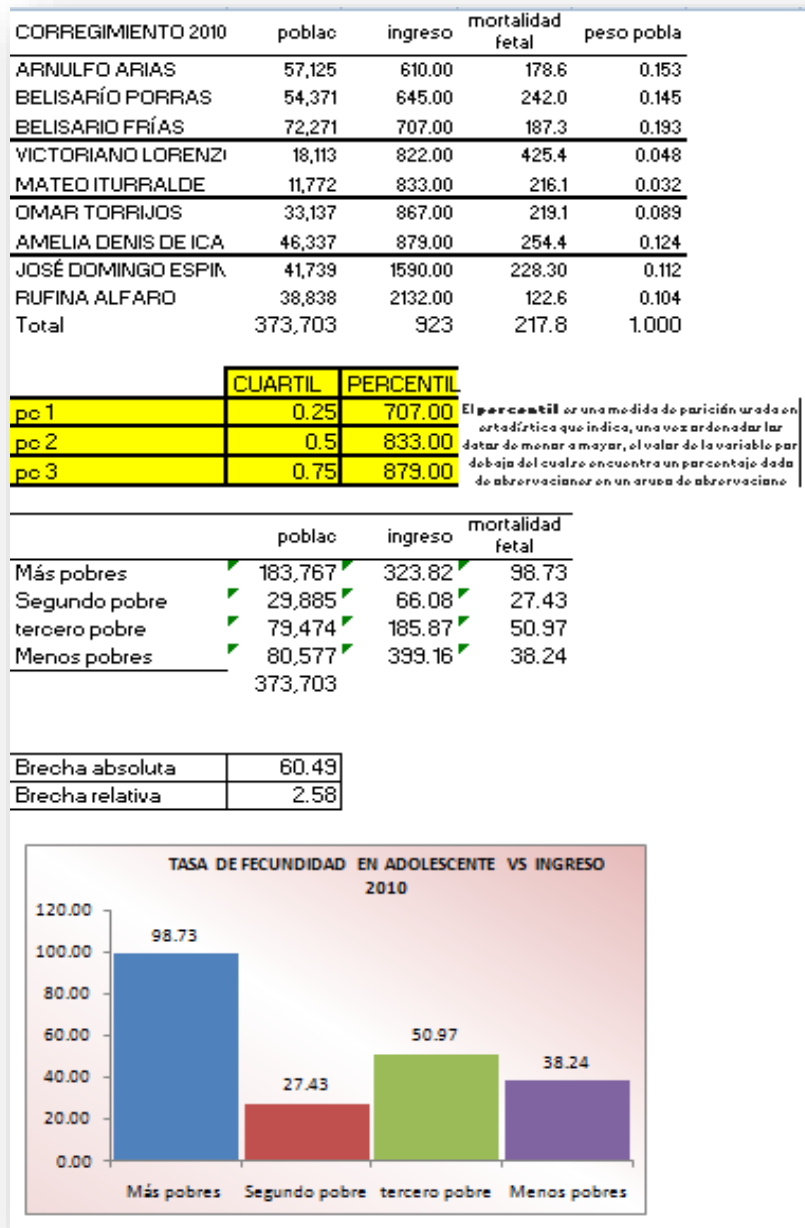 CORREGIMIENTO 2010 poblac ingreso mortalidad fetal peso pobla
ARNULFO ARIAS 57,125 610.00 178.6 0.153
BELISARÍO PORRAS 54,371 645.00 242.0 0.145
BELISARIO FRÍAS 72,271 707.00 187.3 0.193
VICTORIANO LORENZ 18,113 822.00 425.4 0.048
MATEO ITURRALDE 11,772 833.00 216.1 0.032
OMAR TORRIJOS 33,137 867.00 219.1 0.089
AMELIA DENIS DE ICA 46,337 879.00 254.4 0.124
JOSÉ DOMINGO ESPIN 41,739 1590.00 228.30 0.112
RUFINA ALFARO 38,838 2132.00 122.6 0.104
Total 373,703 923 217.8 1.000
CUARTIL PERCENTIL
pc 1 0.25 707.00
pc 2 0.5 833.00
pc 3 0.75 879.00
El percentil es una medida de posición usada en
estadística que indica, una vez ordenados los
datos de menor a mayor, el valor de la variable por
debajo del cual se encuentra un porcentaje dado
de observaciones en un grupo de observacione
poblac ingreso mortalidad fetal
Más pobres 183,767 323.82 98.73
Segundo pobre 29,885 66.08 27.43
tercero pobre 79,474 185.87 50.97
Menos pobres 80,577 399.16 38.24
373,703
Brecha absoluta 60.49
Brecha relativa 2.58
TASA DE FECUNDIDAD EN ADOLESCENTE VS INGRESO
2010
120.00
100.00
80.00
60.00
40.00
20.00
0.00
98.73
27.43
50.97
38.24
Más pobres Segundo pobre tercero pobre Menos pobres